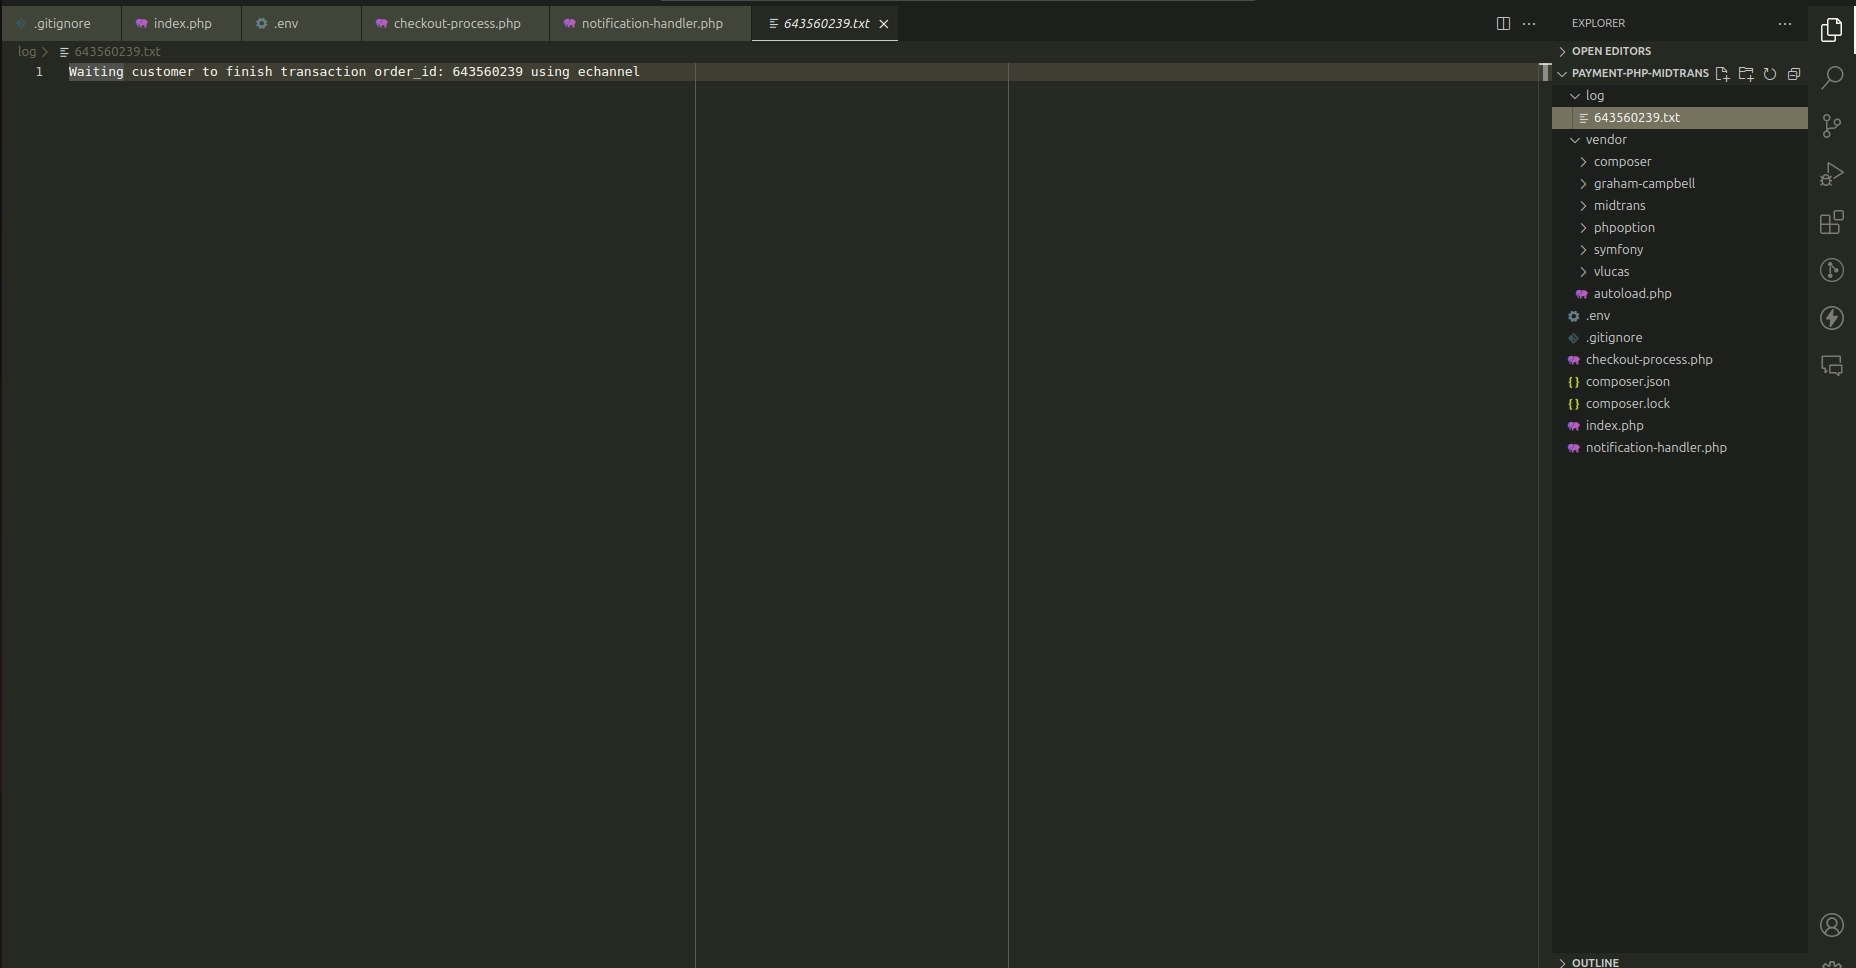 .gitignore
index.php
.env
checkout-process.php
notification-handler.php
643560239.txt
log
643560239.txt
1 Waiting customer to finish transaction order_id: 643560239 using echannel
EXPLORER
OPEN EDITORS
PAYMENT-PHP-MIDTRANS
log
643560239.txt
vendor
composer
graham-campbell
midtrans
phpoption
symfony
vlucas
autoload.php
.env
.gitignore
checkout-process.php
{} composer.json
{} composer.lock
index.php
notification-handler.php
OUTLINE